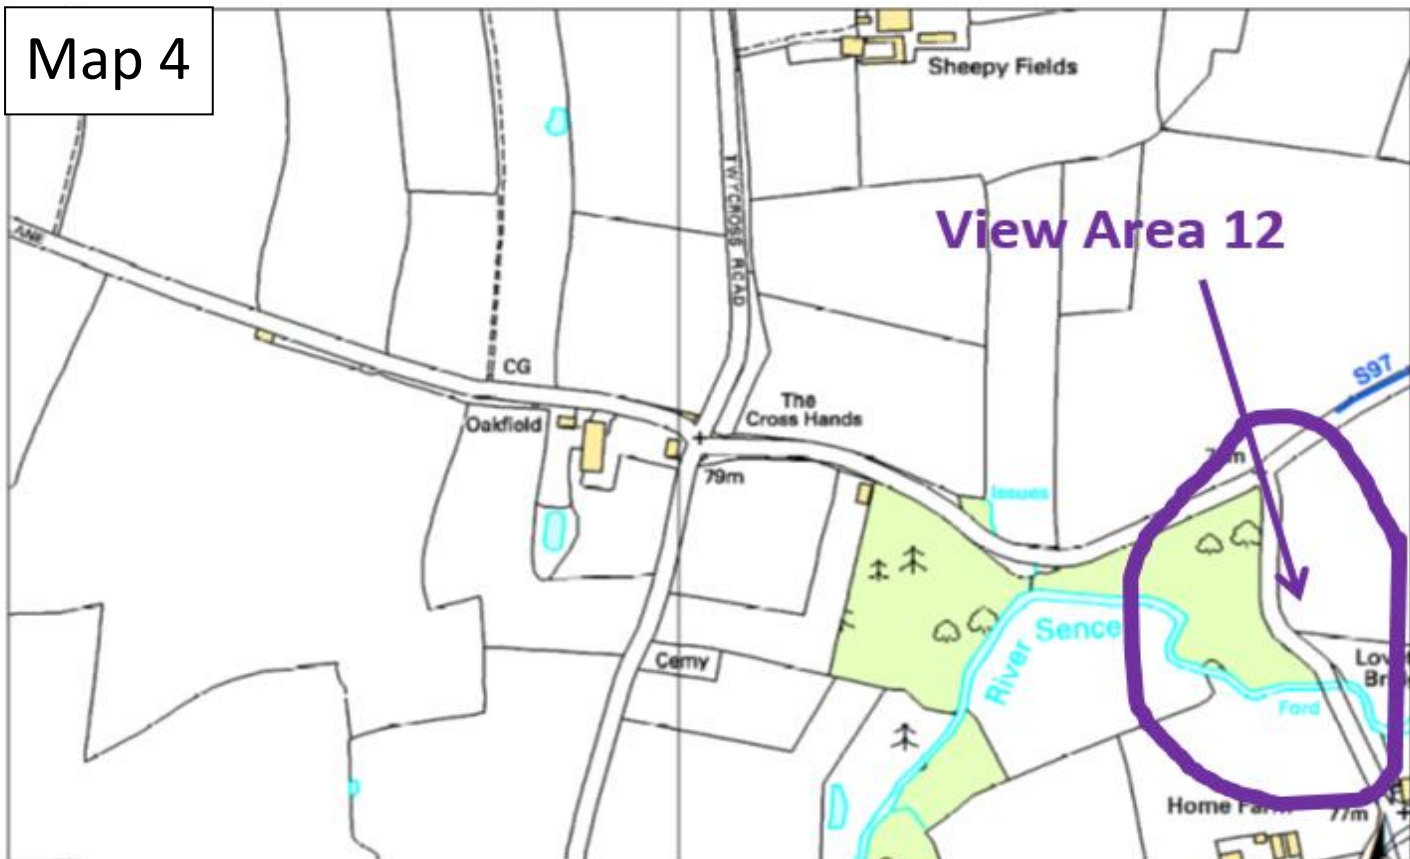 Map 4
Sheepy Fields
TWYCROSS ROAD
View Area 12
CG
S97
The
Cross Hands
Oakfield
79m
Issues
Sence
River
Cemy
Ford
Home Farm
77m